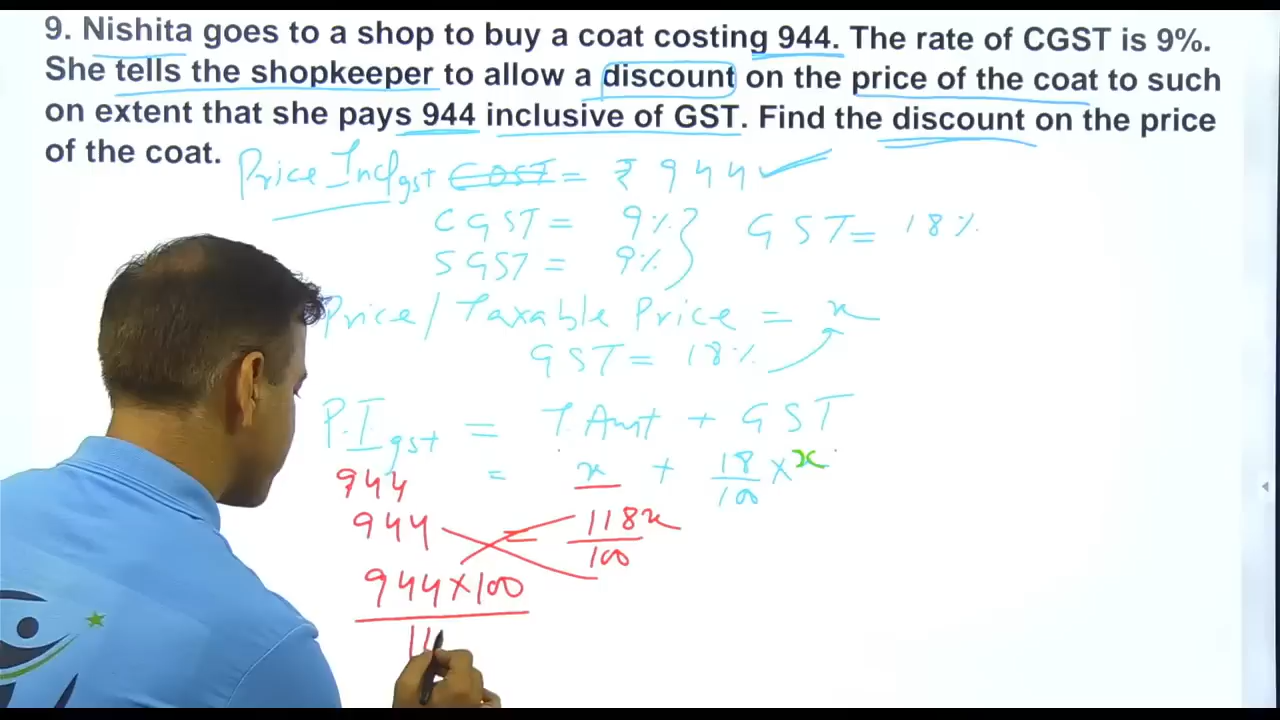 9. Nishita goes to a shop to buy a coat costing 944. The rate of CGST is 9%.
She tells the shopkeeper to allow a discount on the price of the coat to such
on extent that she pays 944 inclusive of GST. Find the discount on the price
of the coat.
Price Incl gst COST = ₹ 944 ✓
CGST = 9% } GST = 18%
SGST = 9%
Price / Taxable Price = x
GST = 18%
P.I gst = T. Amt + GST
944 = x + 18/100 × x
944 = 118x/100
944×100
11